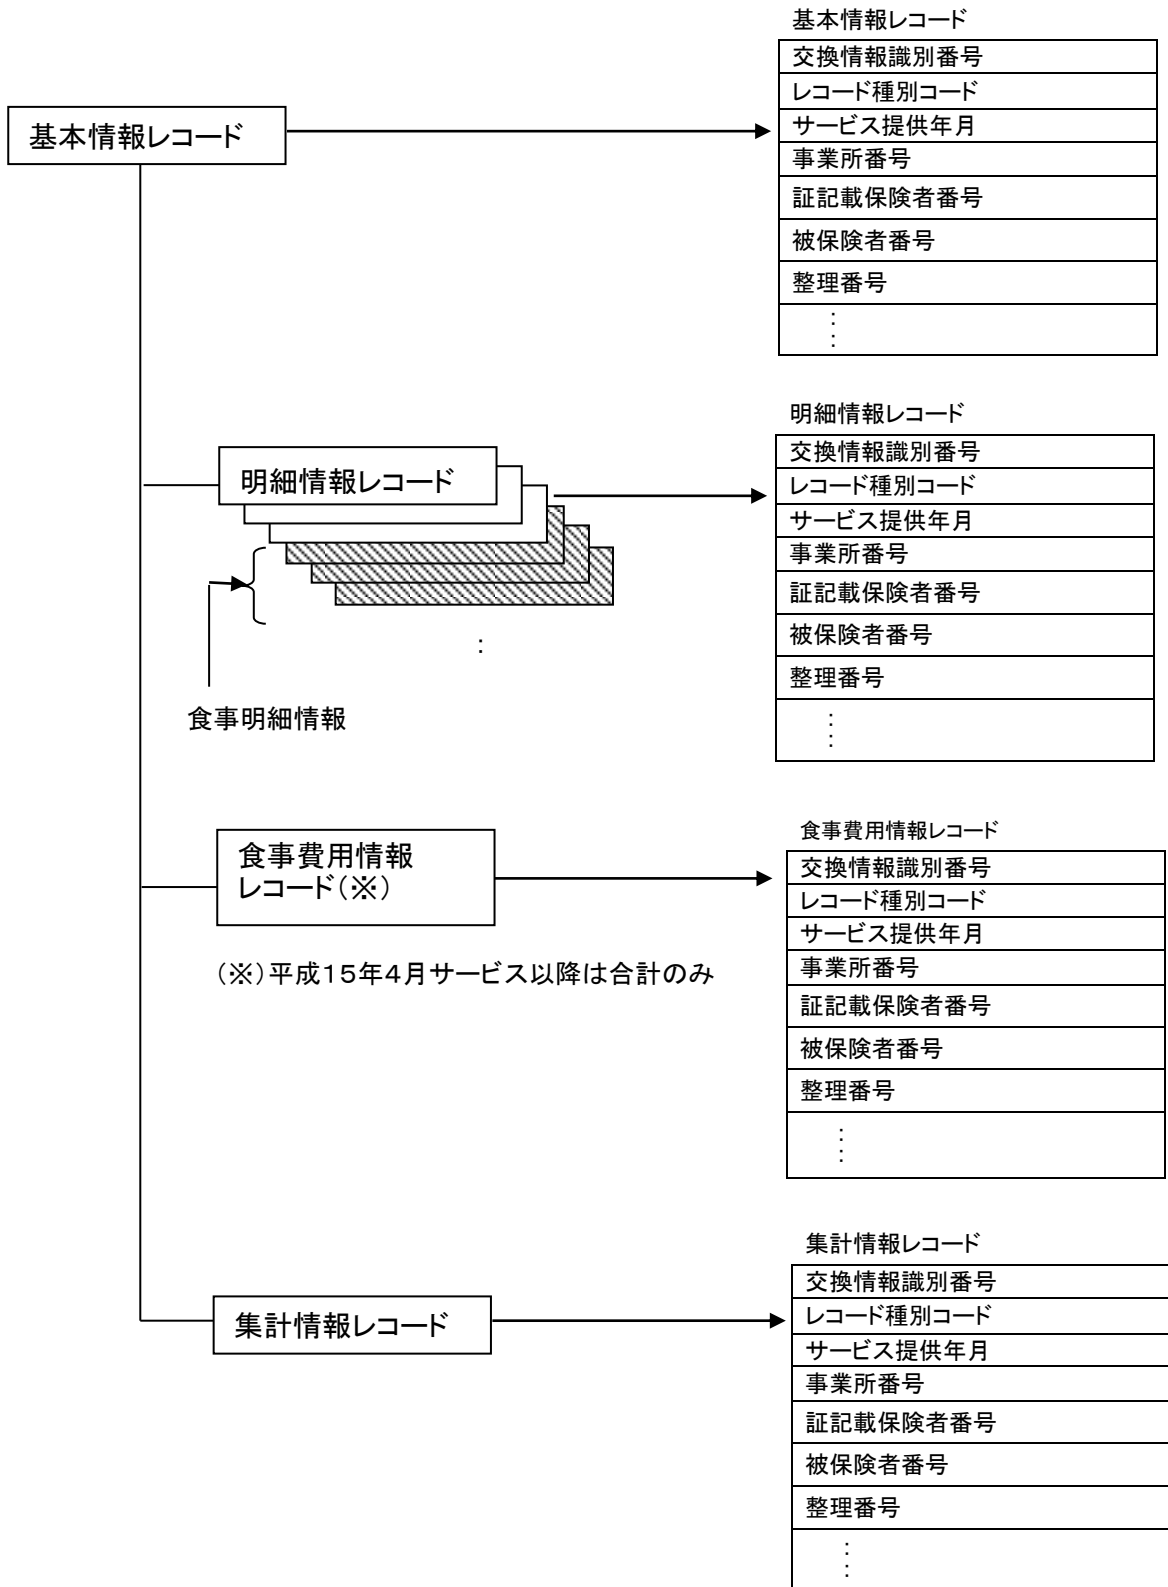 基本情報レコード
交換情報識別番号
レコード種別コード
サービス提供年月
事業所番号
証記載保険者番号
被保険者番号
整理番号
:
:
基本情報レコード
明細情報レコード
交換情報識別番号
レコード種別コード
サービス提供年月
事業所番号
証記載保険者番号
被保険者番号
整理番号
:
:
明細情報レコード
:
食事明細情報
食事費用情報レコード
交換情報識別番号
レコード種別コード
サービス提供年月
事業所番号
証記載保険者番号
被保険者番号
整理番号
:
:
食事費用情報
レコード(※)
(※)平成15年4月サービス以降は合計のみ
集計情報レコード
交換情報識別番号
レコード種別コード
サービス提供年月
事業所番号
証記載保険者番号
被保険者番号
整理番号
:
:
集計情報レコード